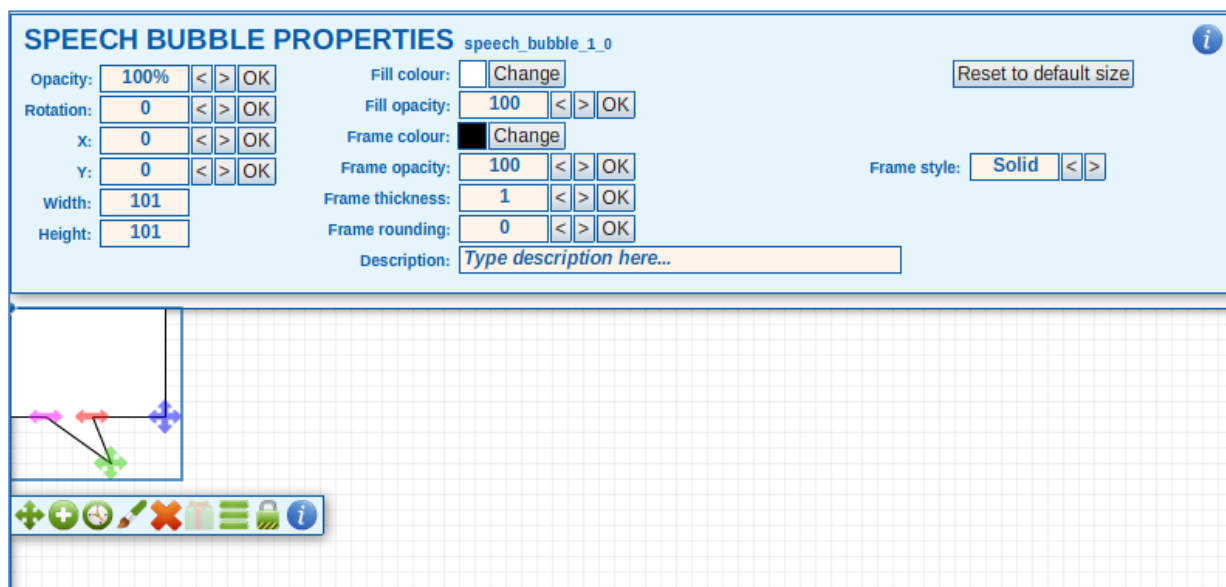 SPEECH BUBBLE PROPERTIES speech_bubble_1_0
Opacity: 100% < > OK
Rotation: 0 < > OK
X: 0 < > OK
Y: 0 < > OK
Width: 101
Height: 101
Fill colour: Change
Fill opacity: 100 < > OK
Frame colour: Change
Frame opacity: 100 < > OK
Frame thickness: 1 < > OK
Frame rounding: 0 < > OK
Description: Type description here...
Reset to default size
Frame style: Solid < >